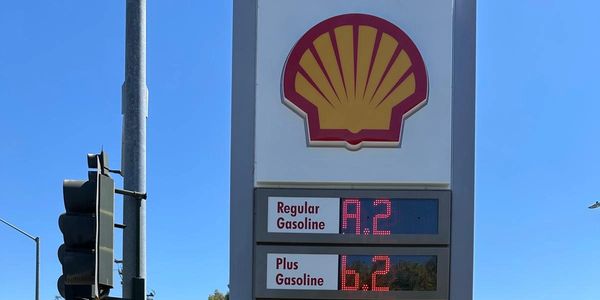 Regular
Gasoline
A.2
Plus
Gasoline
6.2